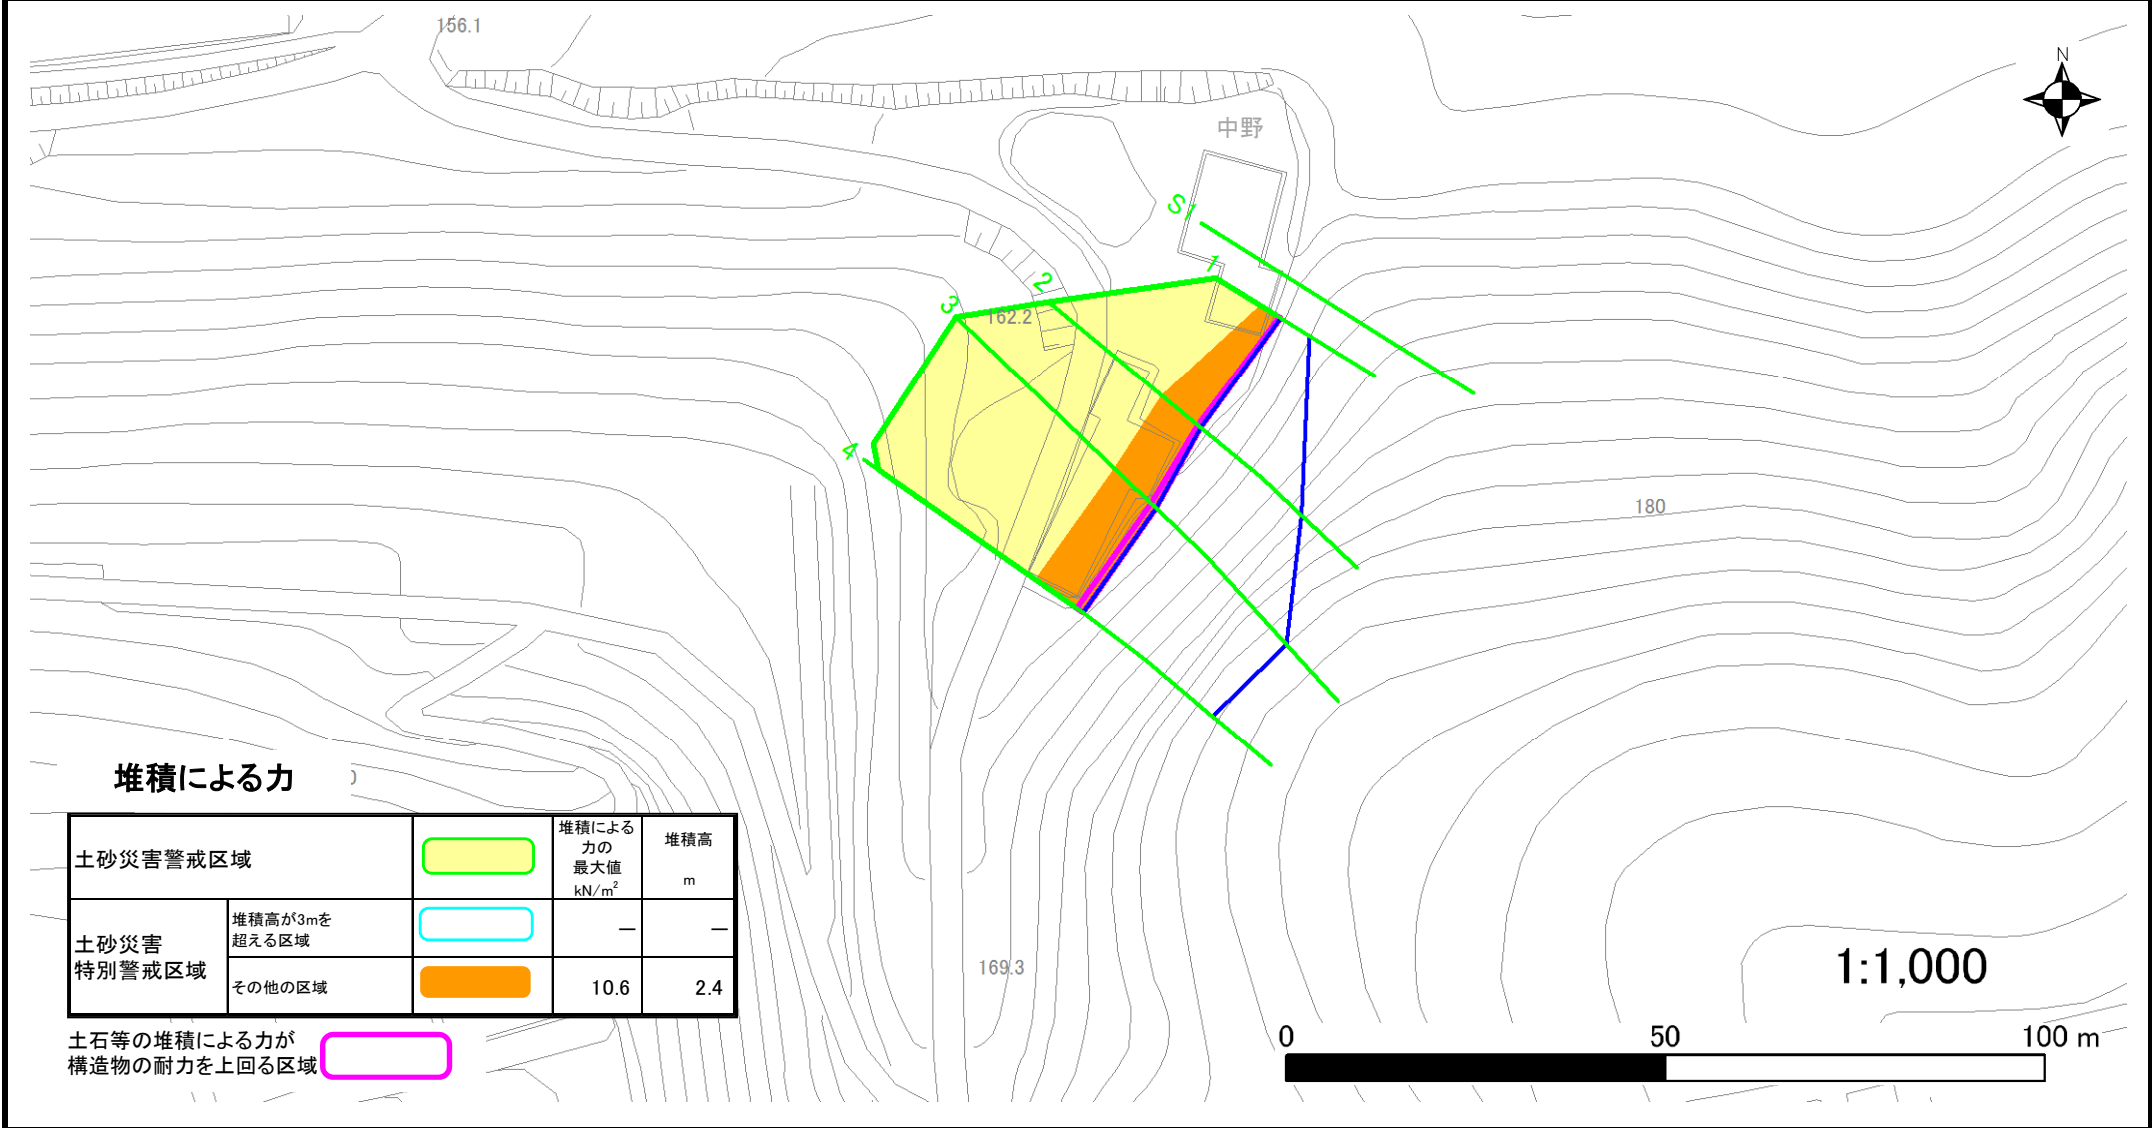 156.1
N
中野
S1
1
2
3
162.2
4
180
堆積による力
土砂災害警戒区域
堆積による
力の
最大値
kN/m²
堆積高
m
土砂災害
特別警戒区域
堆積高が3mを
超える区域
—
—
その他の区域
10.6
2.4
土石等の堆積による力が
構造物の耐力を上回る区域
169.3
1:1,000
0
50
100 m